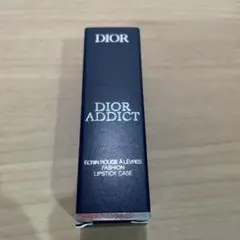 DIOR
DIOR
ADDICT
ÉCRIN ROUGE À LÈVRES
FASHION
LIPSTICK CASE